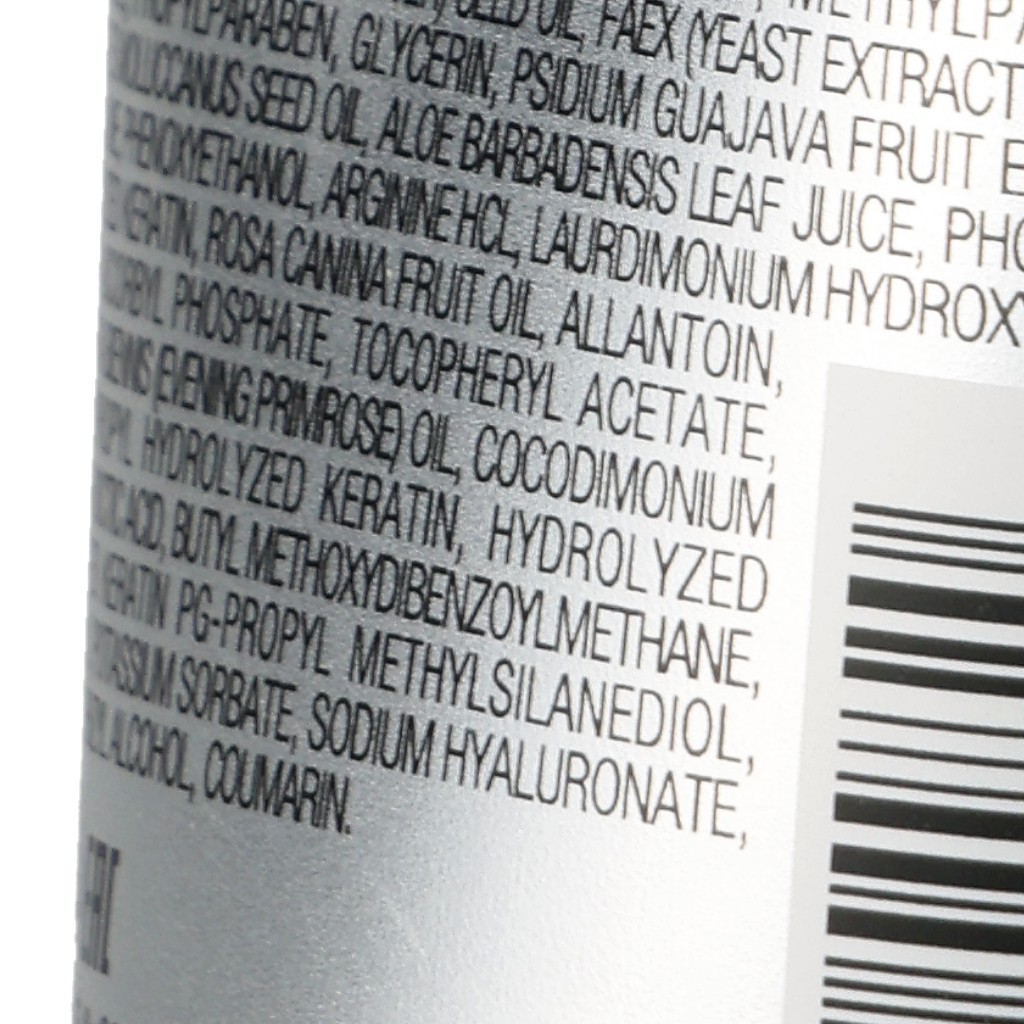 SEED OIL, FAEX (YEAST EXTRACT
GLYCERIN, PSIDIUM GUAJAVA FRUIT
SEED OIL, ALOE BARBADENSIS LEAF JUICE,
PHENOXYETHANOL, ARGININE HCL, LAURDIMONIUM HYDROXY
KERATIN, ROSA CANINA FRUIT OIL, ALLANTOIN,
PHOSPHATE, TOCOPHERYL ACETATE,
(EVENING PRIMROSE) OIL, COCODIMONIUM
HYDROLYZED KERATIN, HYDROLYZED
ACID, BUTYL METHOXYDIBENZOYLMETHANE,
KERATIN PG-PROPYL METHYLSILANEDIOL,
SORBATE, SODIUM HYALURONATE,
ALCOHOL, COUMARIN.